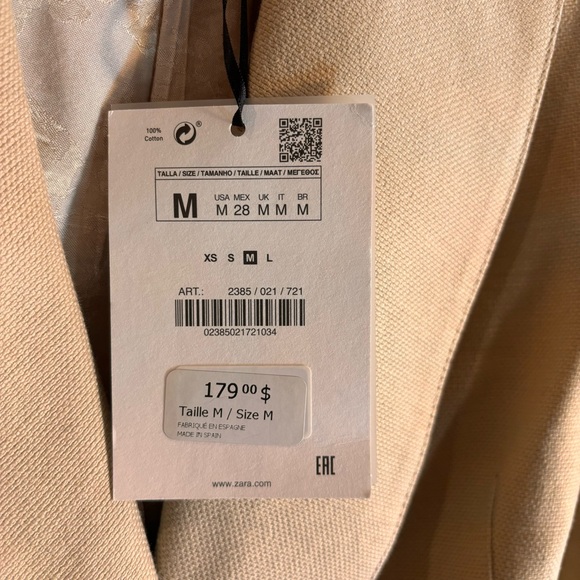 100%
Cotton
®
TALLA / SIZE / TAMANHO / TAILLE / MAAT / ΜΕΓΕΘΟΣ
M
USA MEX UK IT BR
M 28 M M M
XS S M L
ART.: 2385 / 021 / 721
02385021721034
179 00 $
Taille M / Size M
FABRIQUÉ EN ESPAGNE
MADE IN SPAIN
EAC
www.zara.com